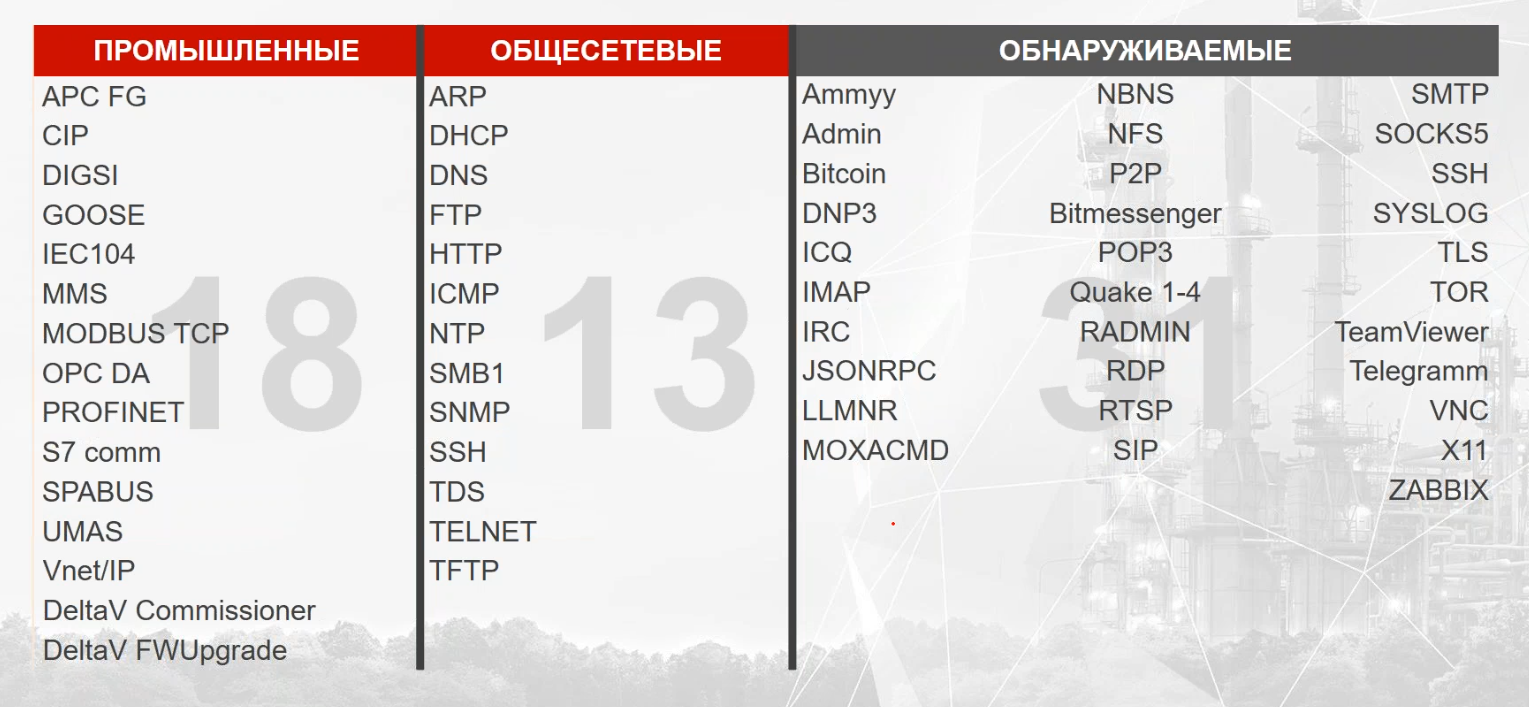 ПРОМЫШЛЕННЫЕ
APC FG
CIP
DIGSI
GOOSE
IEC104
MMS
MODBUS TCP
OPC DA
PROFINET
S7 comm
SPABUS
UMAS
Vnet/IP
DeltaV Commissioner
DeltaV FWUpgrade
18
ОБЩЕСЕТЕВЫЕ
ARP
DHCP
DNS
FTP
HTTP
ICMP
NTP
SMB1
SNMP
SSH
TDS
TELNET
TFTP
13
ОБНАРУЖИВАЕМЫЕ
Ammyy
Admin
Bitcoin
DNP3
ICQ
IMAP
IRC
JSONRPC
LLMNR
MOXACMD
NBNS
NFS
P2P
Bitmessenger
POP3
Quake 1-4
RADMIN
RDP
RTSP
SIP
SMTP
SOCKS5
SSH
SYSLOG
TLS
TOR
TeamViewer
Telegramm
VNC
X11
ZABBIX
31